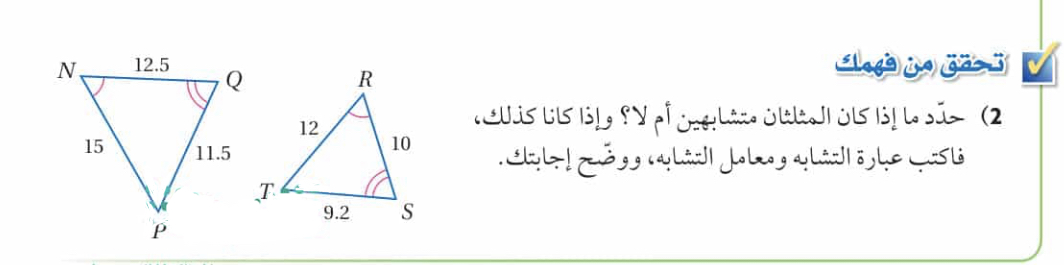 تحقق من فهمك
2) حدّد ما إذا كان المثلثان متشابهين أم لا؟ وإذا كانا كذلك،
فاكتب عبارة التشابه ومعامل التشابه، ووضّح إجابتك.
R
12
10
T
9.2
S
N
12.5
Q
15
11.5
P